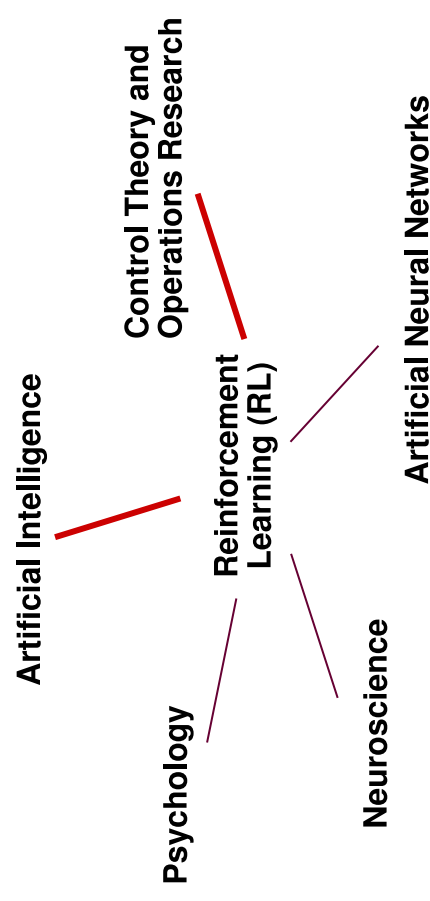 Artificial Intelligence
Control Theory and
Operations Research
Psychology
Reinforcement
Learning (RL)
Neuroscience
Artificial Neural Networks